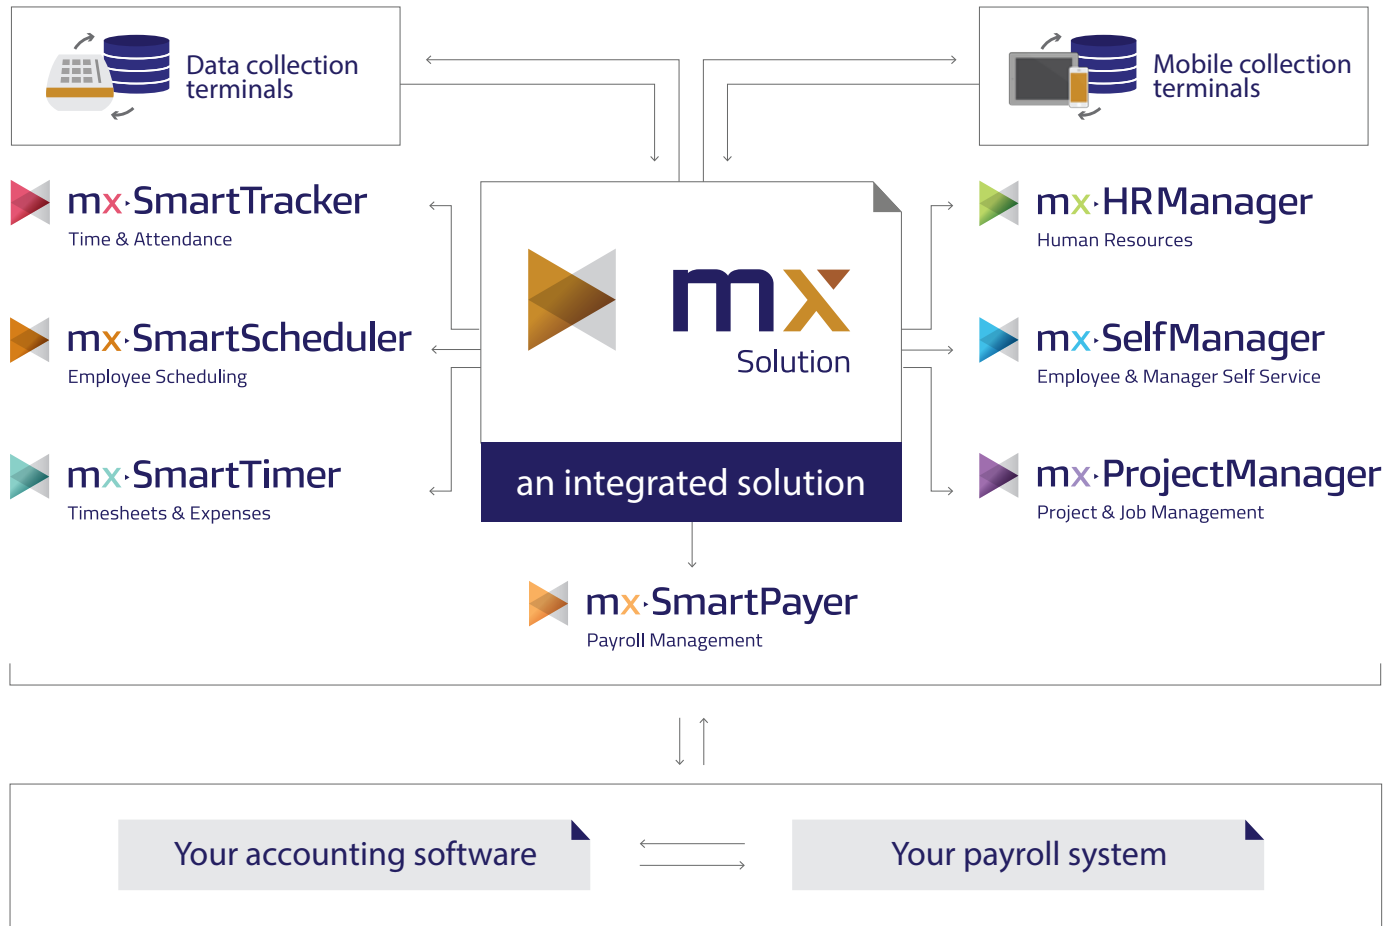 Data collection
terminals
Mobile collection
terminals
mx·SmartTracker
Time & Attendance
mx·SmartScheduler
Employee Scheduling
mx·SmartTimer
Timesheets & Expenses
mx
Solution
an integrated solution
mx·HRManager
Human Resources
mx·SelfManager
Employee & Manager Self Service
mx·ProjectManager
Project & Job Management
mx·SmartPayer
Payroll Management
Your accounting software
Your payroll system